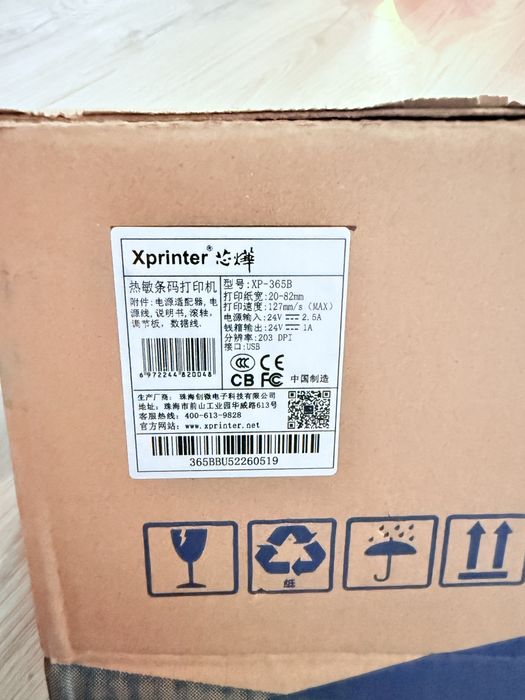 Xprinter® 芯烨
热敏条码打印机
附件: 电源适配器, 电
源线, 说明书, 滚轴,
调节板, 数据线.
6 972244 820048
型号: XP-365B
打印纸宽: 20-82mm
打印速度: 127mm/s (MAX)
电源输入: 24V 2.5A
钱箱输出: 24V 1A
分辨率: 203 DPI
接口: USB
CCC CE
CB FC
中国制造
生产厂商: 珠海创微电子科技有限公司
地址: 珠海市前山工业园华威路613号
客服热线: 400-613-9828
官方网站: www.xprinter.net
365BBU52260519
纸